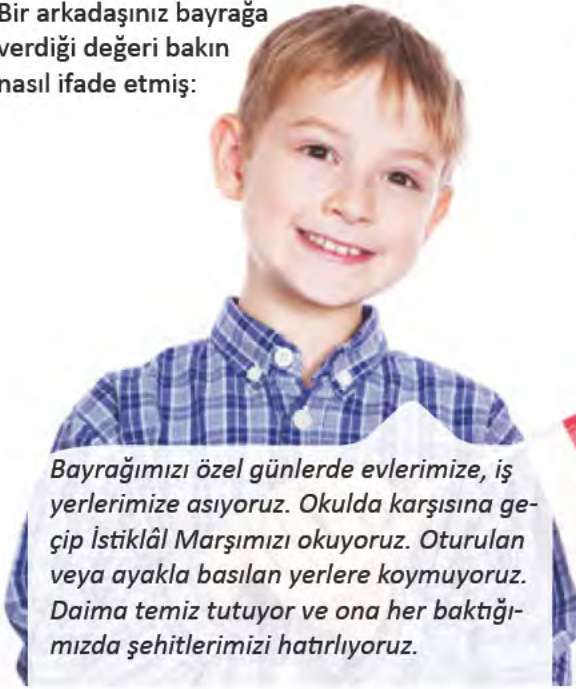 Bir arkadaşınız bayrağa
verdiği değeri bakın
nasıl ifade etmiş:
Bayrağımızı özel günlerde evlerimize, iş
yerlerimize asıyoruz. Okulda karşısına ge-
çip İstiklâl Marşımızı okuyoruz. Oturulan
veya ayakla basılan yerlere koymuyoruz.
Daima temiz tutuyor ve ona her baktığı-
mızda şehitlerimizi hatırlıyoruz.